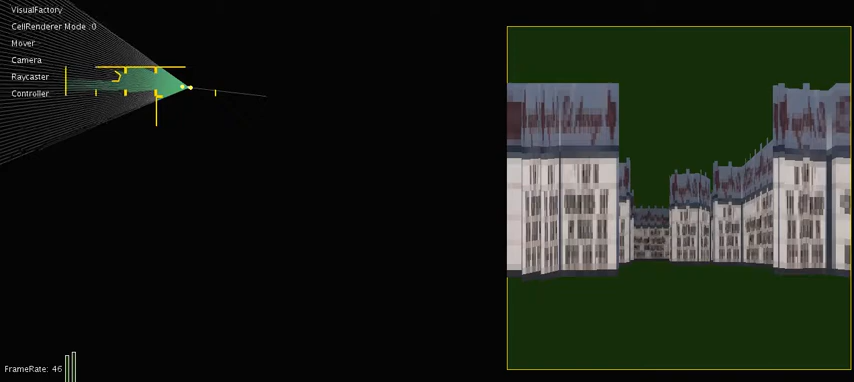 VisualFactory
CellRenderer Mode :0
Mover
Camera
Raycaster
Controller
FrameRate: 46